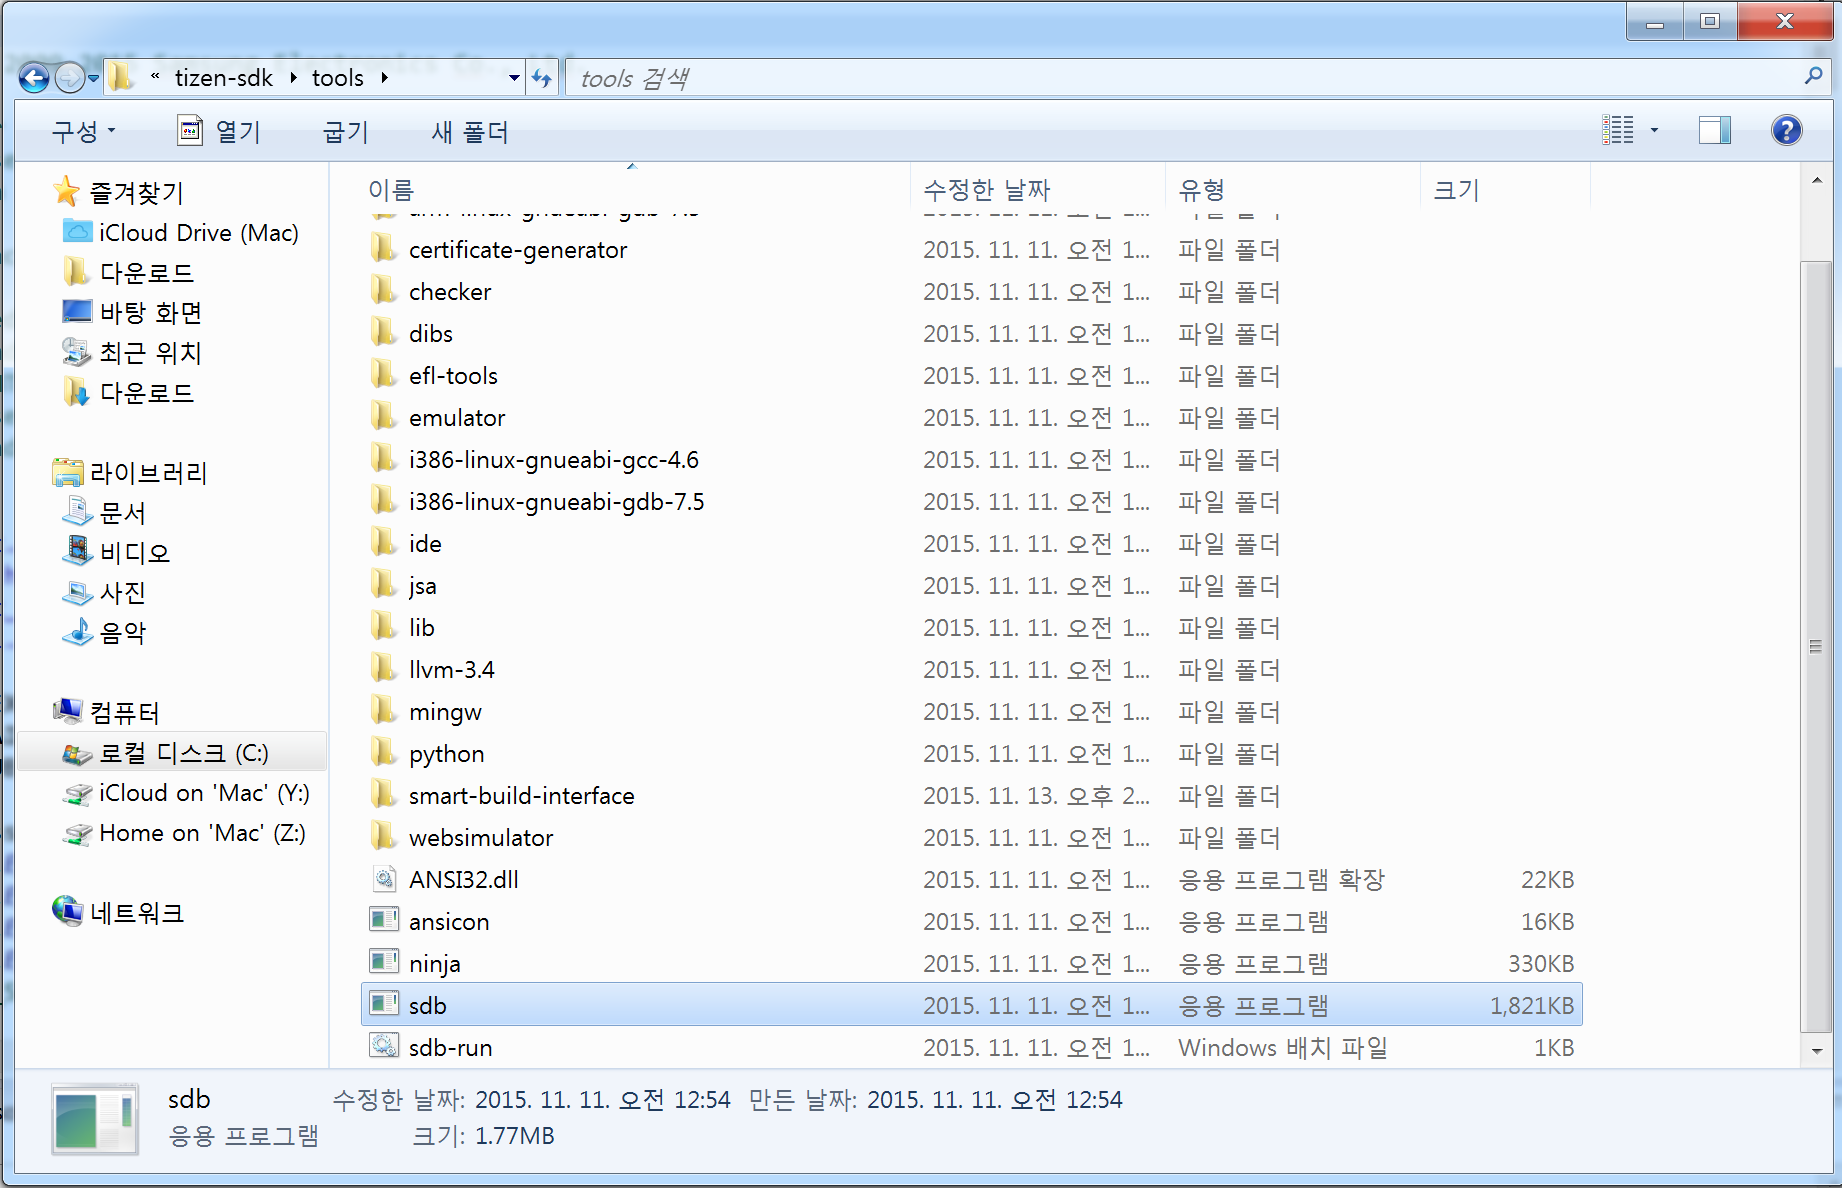 « tizen-sdk ▸ tools ▸
tools 검색
구성 열기 굽기 새 폴더
즐겨찾기
iCloud Drive (Mac)
다운로드
바탕 화면
최근 위치
다운로드
라이브러리
문서
비디오
사진
음악
컴퓨터
로컬 디스크 (C:)
iCloud on 'Mac' (Y:)
Home on 'Mac' (Z:)
네트워크
이름 수정한 날짜 유형 크기
certificate-generator 2015. 11. 11. 오전 1... 파일 폴더
checker 2015. 11. 11. 오전 1... 파일 폴더
dibs 2015. 11. 11. 오전 1... 파일 폴더
efl-tools 2015. 11. 11. 오전 1... 파일 폴더
emulator 2015. 11. 11. 오전 1... 파일 폴더
i386-linux-gnueabi-gcc-4.6 2015. 11. 11. 오전 1... 파일 폴더
i386-linux-gnueabi-gdb-7.5 2015. 11. 11. 오전 1... 파일 폴더
ide 2015. 11. 11. 오전 1... 파일 폴더
jsa 2015. 11. 11. 오전 1... 파일 폴더
lib 2015. 11. 11. 오전 1... 파일 폴더
llvm-3.4 2015. 11. 11. 오전 1... 파일 폴더
mingw 2015. 11. 11. 오전 1... 파일 폴더
python 2015. 11. 11. 오전 1... 파일 폴더
smart-build-interface 2015. 11. 13. 오후 2... 파일 폴더
websimulator 2015. 11. 11. 오전 1... 파일 폴더
ANSI32.dll 2015. 11. 11. 오전 1... 응용 프로그램 확장 22KB
ansicon 2015. 11. 11. 오전 1... 응용 프로그램 16KB
ninja 2015. 11. 11. 오전 1... 응용 프로그램 330KB
sdb 2015. 11. 11. 오전 1... 응용 프로그램 1,821KB
sdb-run 2015. 11. 11. 오전 1... Windows 배치 파일 1KB
sdb 수정한 날짜: 2015. 11. 11. 오전 12:54 만든 날짜: 2015. 11. 11. 오전 12:54
응용 프로그램 크기: 1.77MB